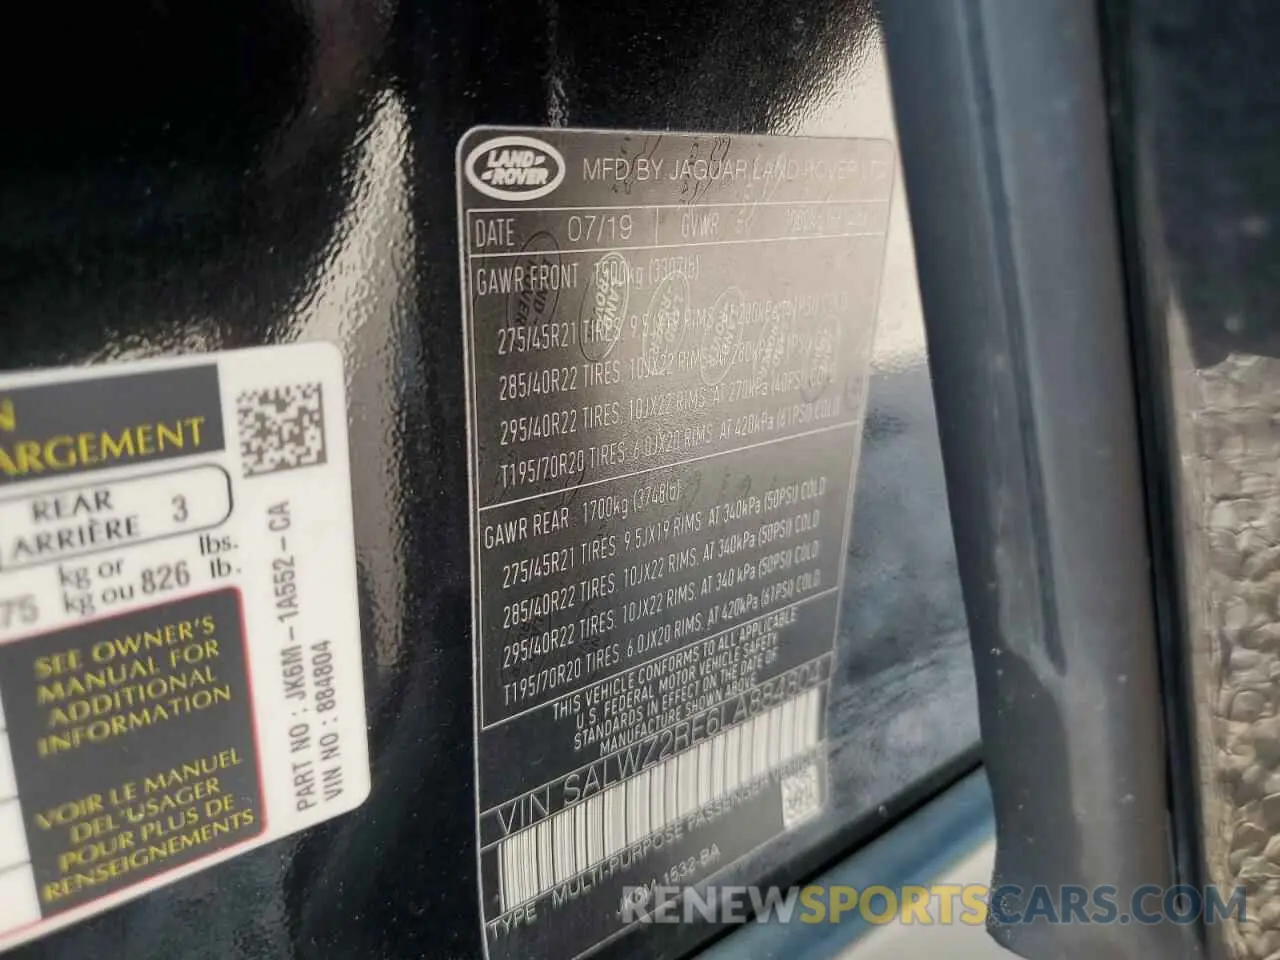 N
ARGEMENT
REAR
ARRIÈRE 3
kg or lbs.
75 kg ou 826 lb.
SEE OWNER'S
MANUAL FOR
ADDITIONAL
INFORMATION
VOIR LE MANUEL
DEL'USAGER
POUR PLUS DE
RENSEIGNEMENTS
PART NO : JK6M-1A552-CA
VIN NO : 884804
LAND
ROVER
MFD BY JAGUAR LAND ROVER LTD
DATE 07/19 GVWR
GAWR FRONT 1500kg (3307lb)
275/45R21 TIRES. 9.5JX19 RIMS. AT COLD
285/40R22 TIRES. 10JX22 RIMS.
295/40R22 TIRES. 10JX22 RIMS. AT 270kPa (40PSI) COLD
T195/70R20 TIRES. 6.0JX20 RIMS. AT 420kPa (61PSI) COLD
GAWR REAR 1700kg (3748lb)
275/45R21 TIRES. 9.5JX19 RIMS. AT 340kPa (50PSI) COLD
285/40R22 TIRES. 10JX22 RIMS. AT 340kPa (50PSI) COLD
295/40R22 TIRES. 10JX22 RIMS. AT 340 kPa (50PSI) COLD
T195/70R20 TIRES. 6.0JX20 RIMS. AT 420kPa (61PSI) COLD
THIS VEHICLE CONFORMS TO ALL APPLICABLE
U.S. FEDERAL MOTOR VEHICLE SAFETY
STANDARDS IN EFFECT ON THE DATE OF
MANUFACTURE SHOWN ABOVE
VIN SALWZ2RE6LA884804
TYPE : MULTI-PURPOSE PASSENGER VEHICLE
1532-BA
RENEWSPORTSCARS.COM